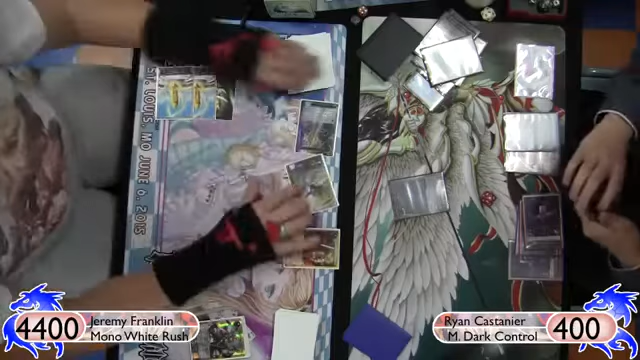 ST. LOUIS, MO JUNE 6, 2015
4400
Jeremy Franklin
Mono White Rush
Ryan Castanier
M. Dark Control
400